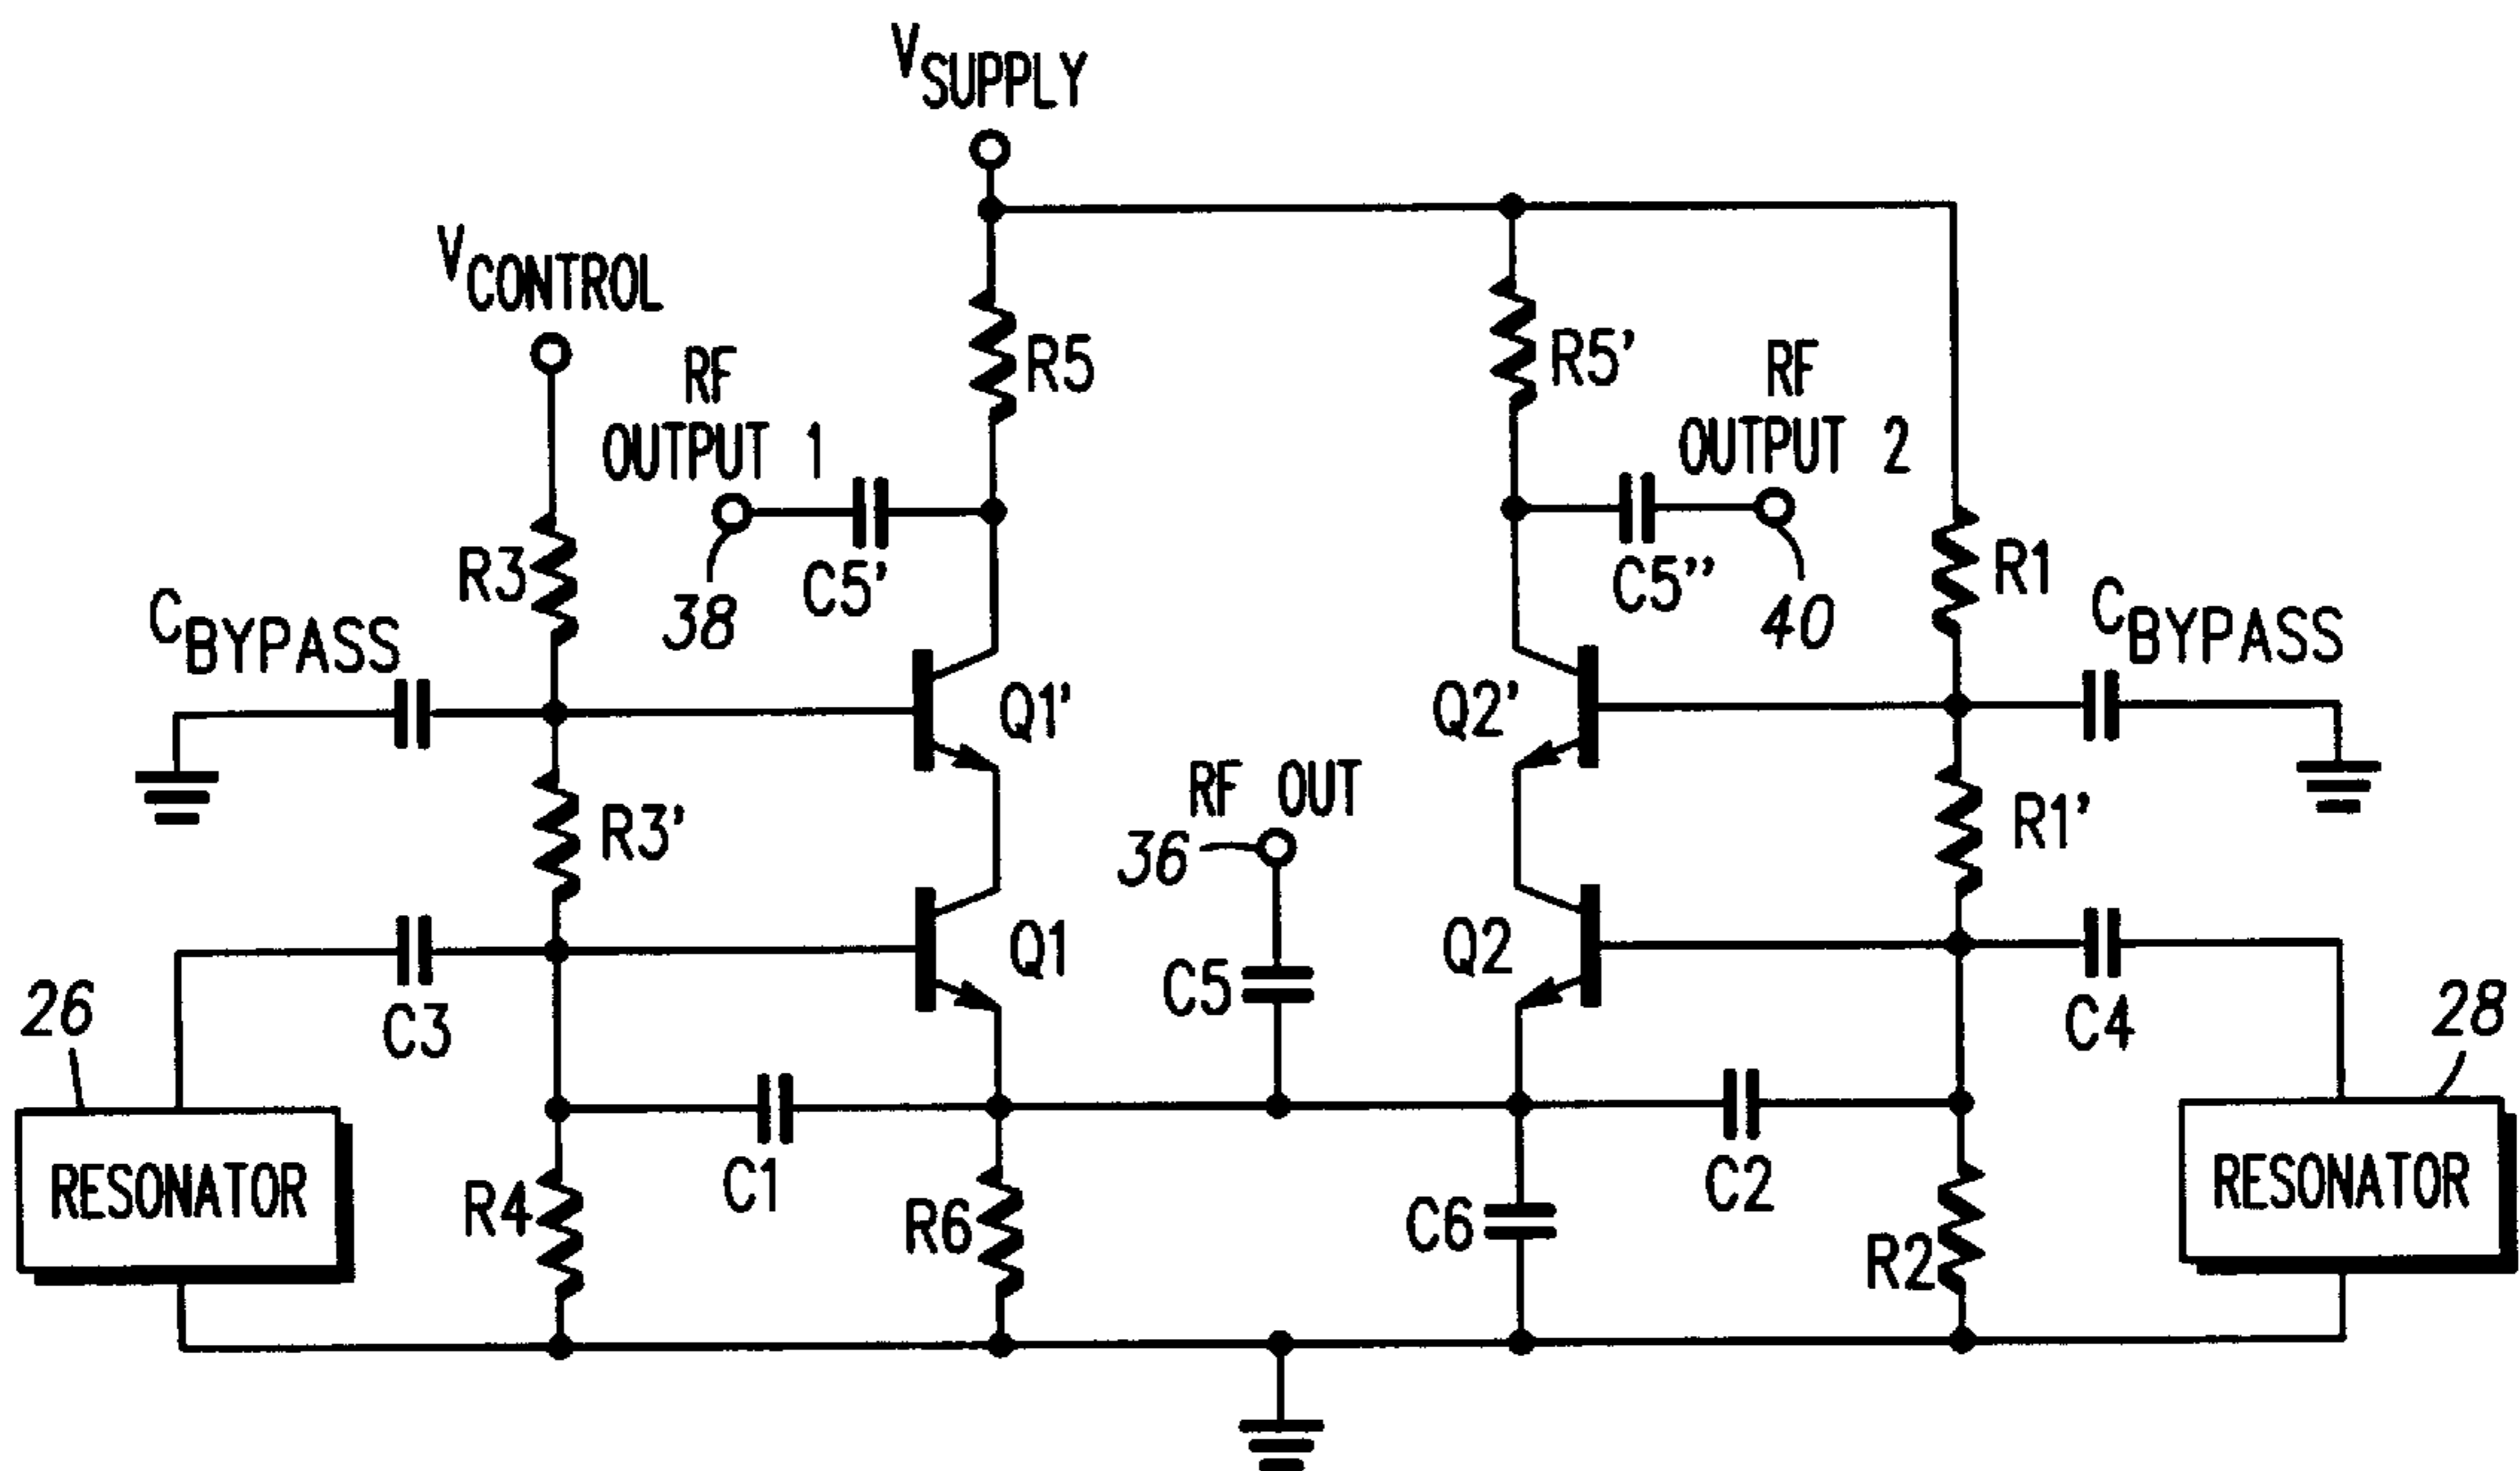 VSUPPLY
VCONTROL
RF
OUTPUT 1
R5
R5'
RF
OUTPUT 2
R3
C5'
38
C5''
40
R1
CBYPASS
CBYPASS
Q1'
Q2'
R3'
RF OUT
36
R1'
Q1
C5
Q2
26
C3
C4
28
RESONATOR
R4
C1
R6
C6
C2
R2
RESONATOR